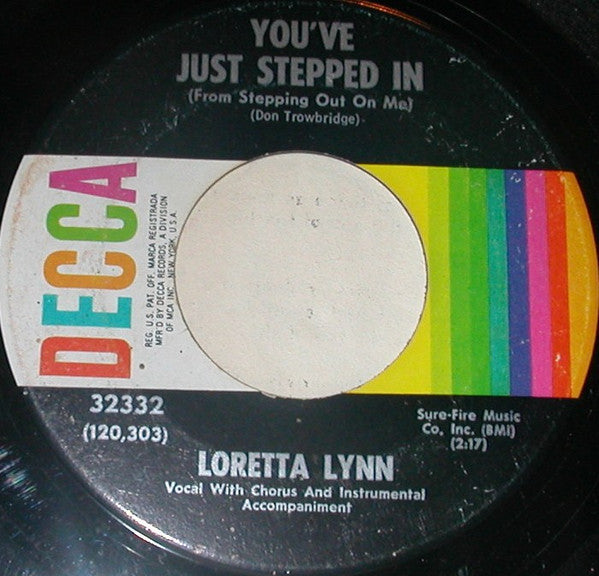 YOU'VE
JUST STEPPED IN
(From Stepping Out On Me)
(Don Trowbridge)
DECCA
REG. U.S. PAT. OFF. MARCA REGISTRADA
MFR'D BY DECCA RECORDS, A DIVISION
OF MCA INC., NEW YORK, U.S.A.
32332
(120,303)
Sure-Fire Music
Co. Inc. (BMI)
(2:17)
LORETTA LYNN
Vocal With Chorus And Instrumental
Accompaniment